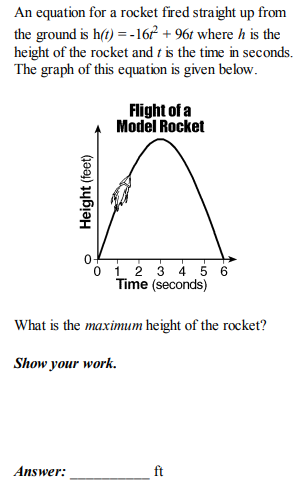 An equation for a rocket fired straight up from
the ground is h(t) = -16t² + 96t where h is the
height of the rocket and t is the time in seconds.
The graph of this equation is given below.
Flight of a
Model Rocket
Height (feet)
0
0 1 2 3 4 5 6
Time (seconds)
What is the maximum height of the rocket?
Show your work.
Answer: __________ ft